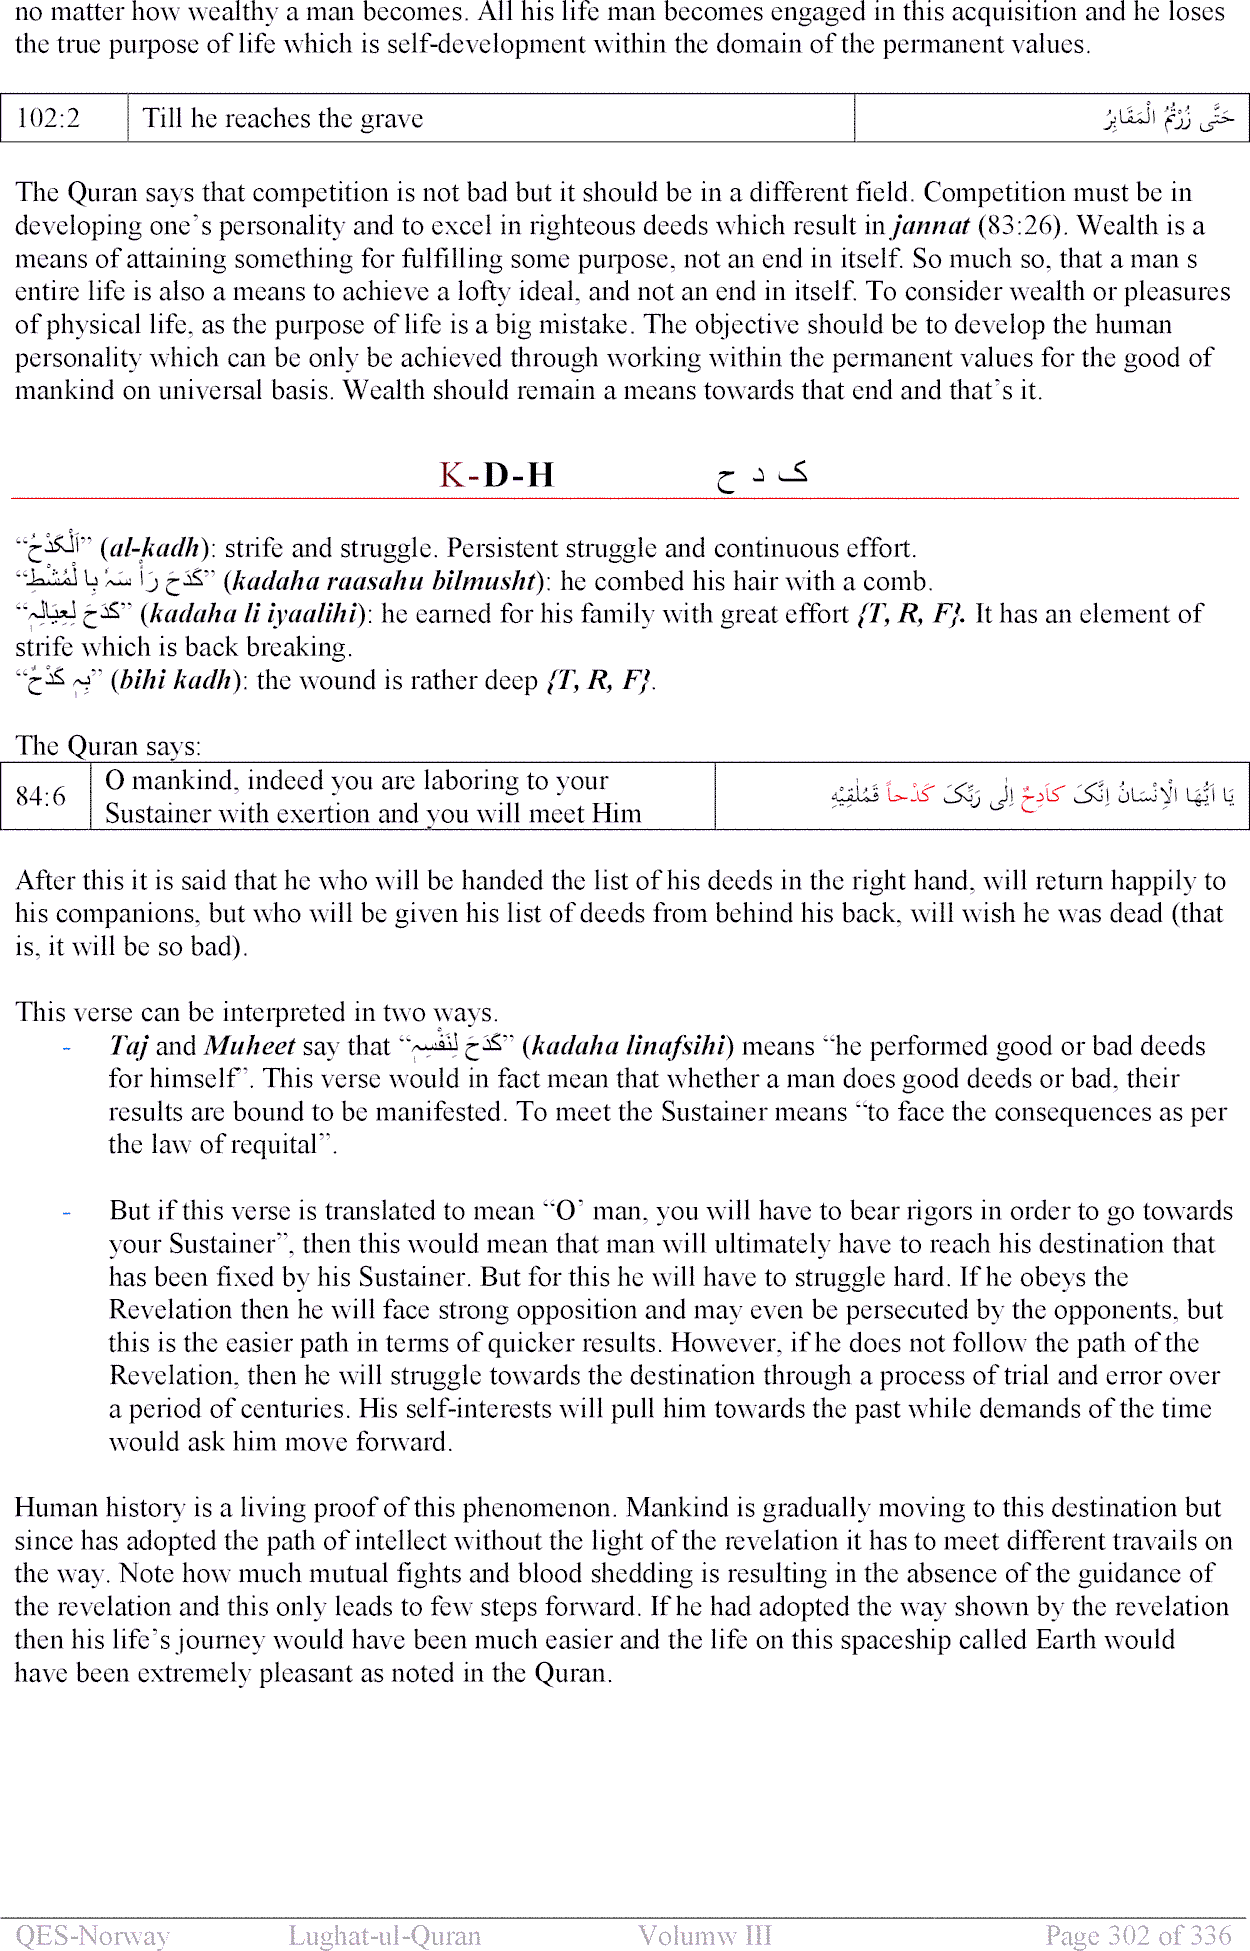 no matter how wealthy a man becomes. All his life man becomes engaged in this acquisition and he loses
the true purpose of life which is self-development within the domain of the permanent values.
102:2 Till he reaches the grave حَتّٰى زُرْتُمُ الْمَقَابِرُ
The Quran says that competition is not bad but it should be in a different field. Competition must be in
developing one's personality and to excel in righteous deeds which result in jannat (83:26). Wealth is a
means of attaining something for fulfilling some purpose, not an end in itself. So much so, that a man s
entire life is also a means to achieve a lofty ideal, and not an end in itself. To consider wealth or pleasures
of physical life, as the purpose of life is a big mistake. The objective should be to develop the human
personality which can be only be achieved through working within the permanent values for the good of
mankind on universal basis. Wealth should remain a means towards that end and that's it.
K-D-H ک د ح
“اَلْکَدْحُ” (al-kadh): strife and struggle. Persistent struggle and continuous effort.
“کَدَحَ رَأْ سَہٗ بِا لْمُشْطِ” (kadaha raasahu bilmusht): he combed his hair with a comb.
“کَدَحَ لِعِیَالِہٖ” (kadaha li iyaalihi): he earned for his family with great effort {T, R, F}. It has an element of
strife which is back breaking.
“بِہٖ کَدْحٌ” (bihi kadh): the wound is rather deep {T, R, F}.
The Quran says:
84:6 O mankind, indeed you are laboring to your
Sustainer with exertion and you will meet Him یَا اَیُّهَا الْاِنْسَانُ اِنَّکَ کاَدِحٌ اِلٰى رَبِّکَ کَدْحاً فَمُلٰقِیْهِ
After this it is said that he who will be handed the list of his deeds in the right hand, will return happily to
his companions, but who will be given his list of deeds from behind his back, will wish he was dead (that
is, it will be so bad).
This verse can be interpreted in two ways.
- Taj and Muheet say that “کَدَحَ لِنَفْسِہٖ” (kadaha linafsihi) means “he performed good or bad deeds
for himself”. This verse would in fact mean that whether a man does good deeds or bad, their
results are bound to be manifested. To meet the Sustainer means “to face the consequences as per
the law of requital”.
- But if this verse is translated to mean “O’ man, you will have to bear rigors in order to go towards
your Sustainer”, then this would mean that man will ultimately have to reach his destination that
has been fixed by his Sustainer. But for this he will have to struggle hard. If he obeys the
Revelation then he will face strong opposition and may even be persecuted by the opponents, but
this is the easier path in terms of quicker results. However, if he does not follow the path of the
Revelation, then he will struggle towards the destination through a process of trial and error over
a period of centuries. His self-interests will pull him towards the past while demands of the time
would ask him move forward.
Human history is a living proof of this phenomenon. Mankind is gradually moving to this destination but
since has adopted the path of intellect without the light of the revelation it has to meet different travails on
the way. Note how much mutual fights and blood shedding is resulting in the absence of the guidance of
the revelation and this only leads to few steps forward. If he had adopted the way shown by the revelation
then his life's journey would have been much easier and the life on this spaceship called Earth would
have been extremely pleasant as noted in the Quran.
QES-Norway Lughat-ul-Quran Volumw III Page 302 of 336